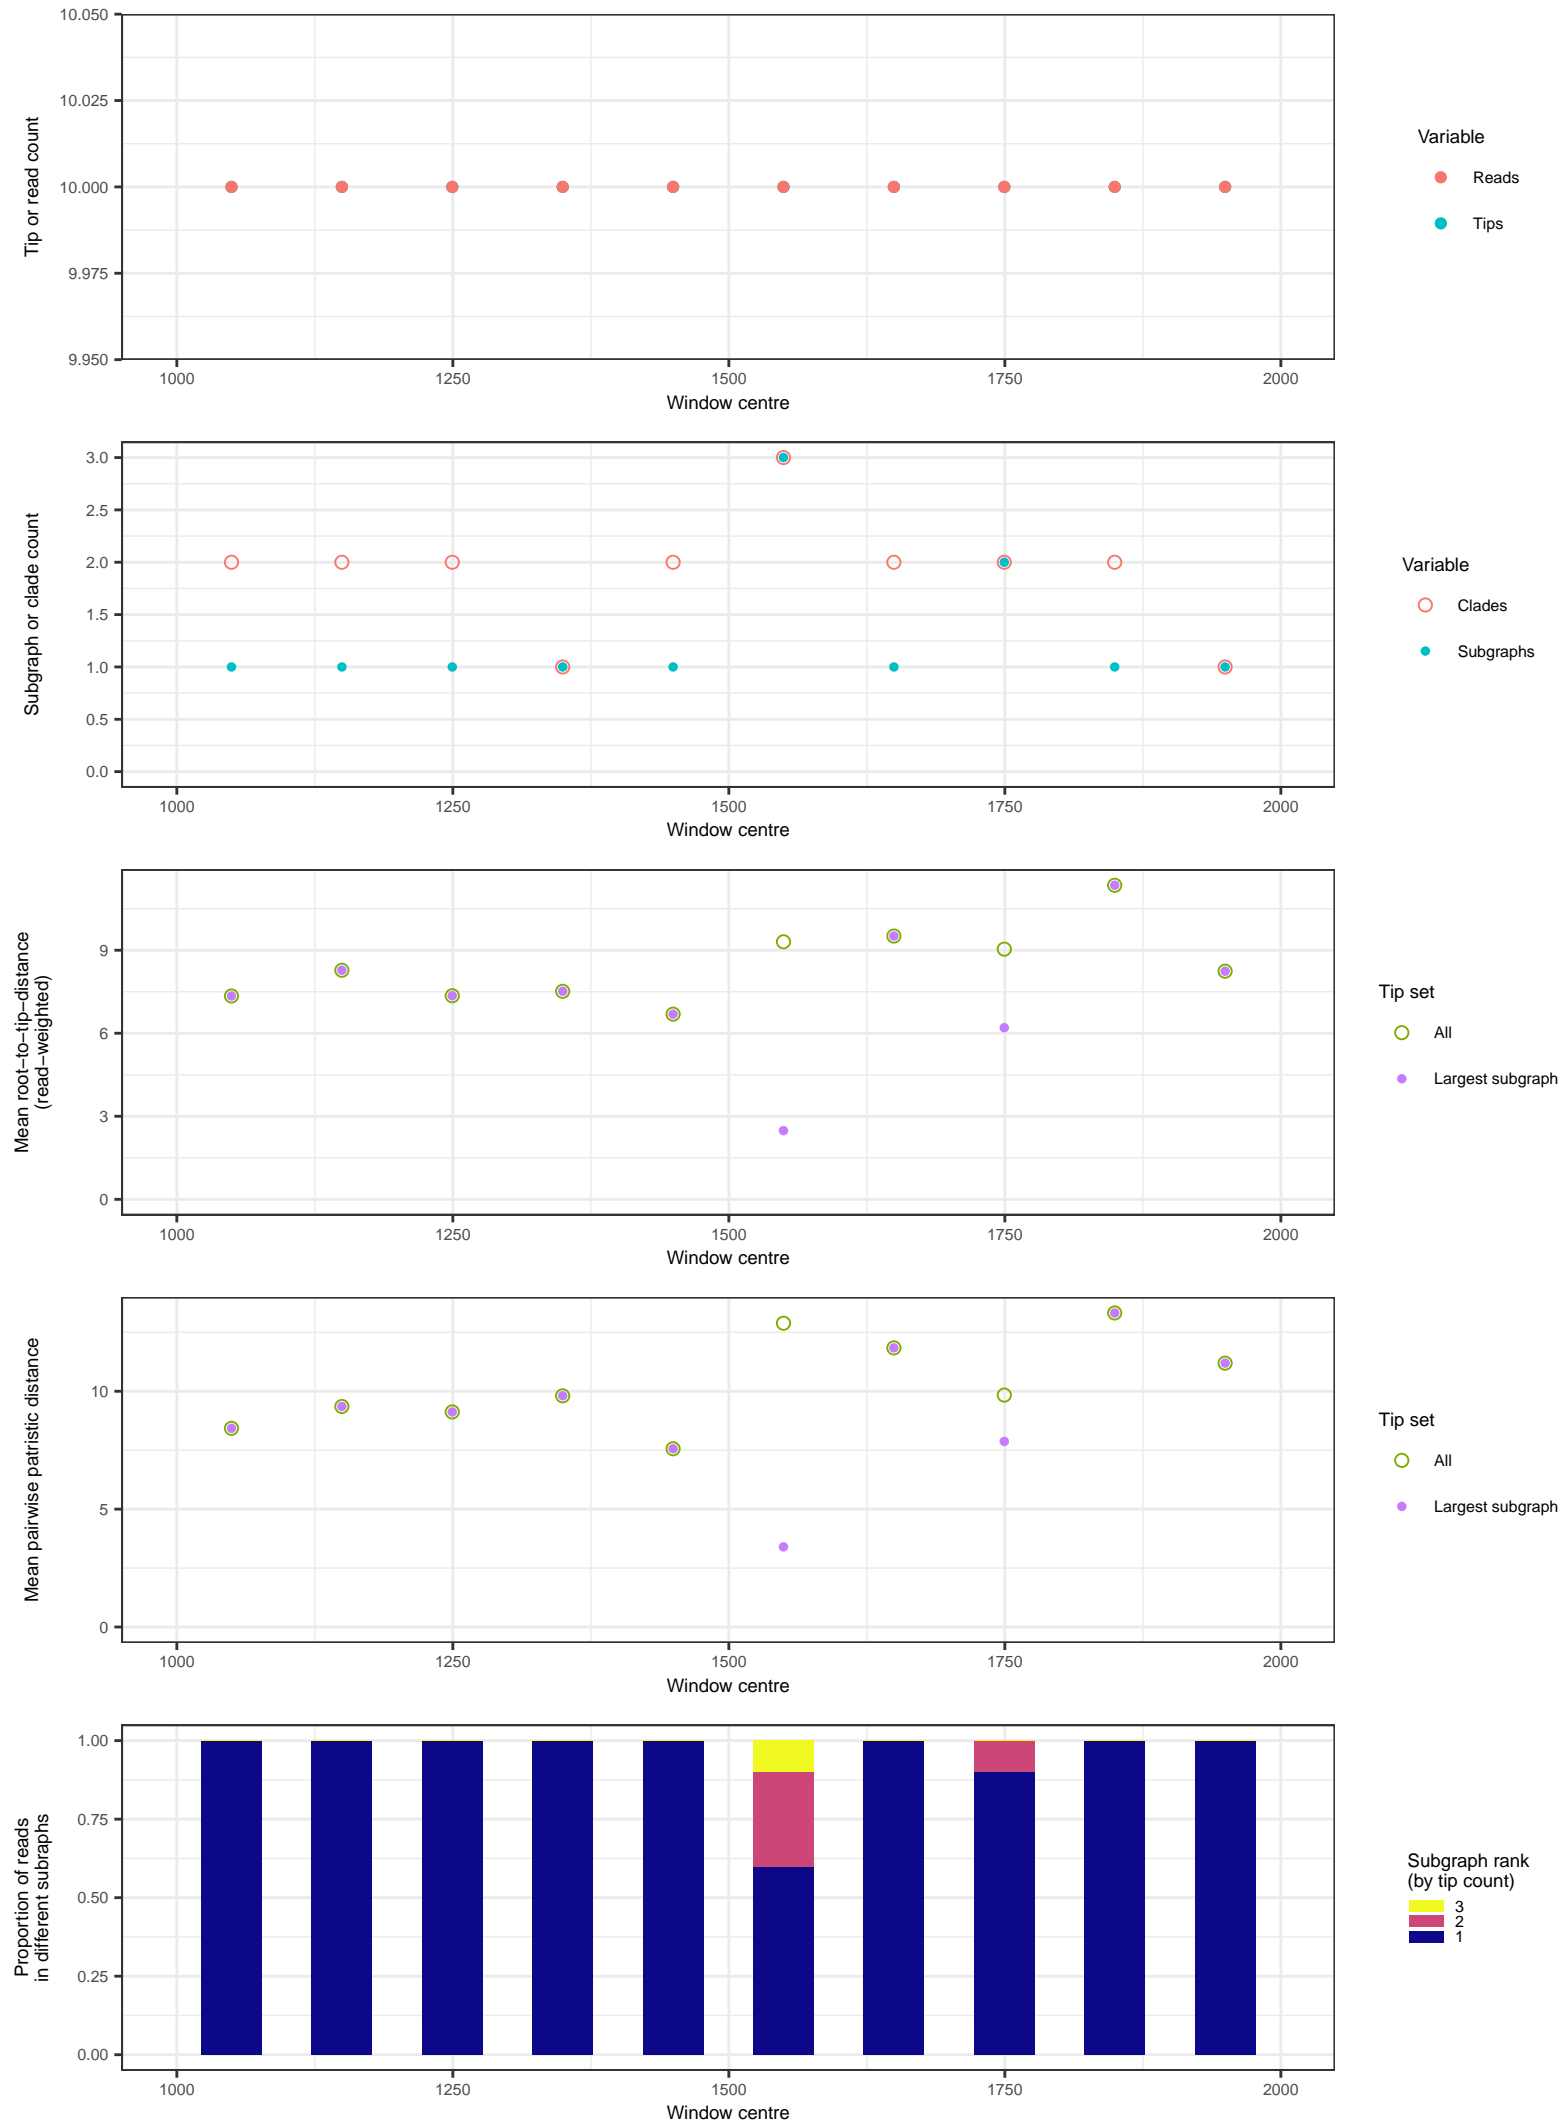 10.050
10.025
10.000
9.975
9.950
Tip or read count
1000 1250 1500 1750 2000
Window centre
Variable
Reads
Tips
3.0
2.5
2.0
1.5
1.0
0.5
0.0
Subgraph or clade count
1000 1250 1500 1750 2000
Window centre
Variable
Clades
Subgraphs
9
6
3
0
Mean root−to−tip−distance
(read−weighted)
1000 1250 1500 1750 2000
Window centre
Tip set
All
Largest subgraph
10
5
0
Mean pairwise patristic distance
1000 1250 1500 1750 2000
Window centre
Tip set
All
Largest subgraph
1.00
0.75
0.50
0.25
0.00
Proportion of reads
in different subraphs
1000 1250 1500 1750 2000
Window centre
Subgraph rank
(by tip count)
3
2
1